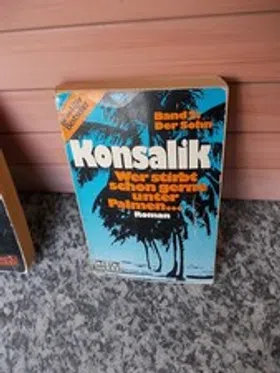 Band 2:
Der Sohn
Konsalik
Wer stirbt
schon gerne
unter
Palmen...
Roman